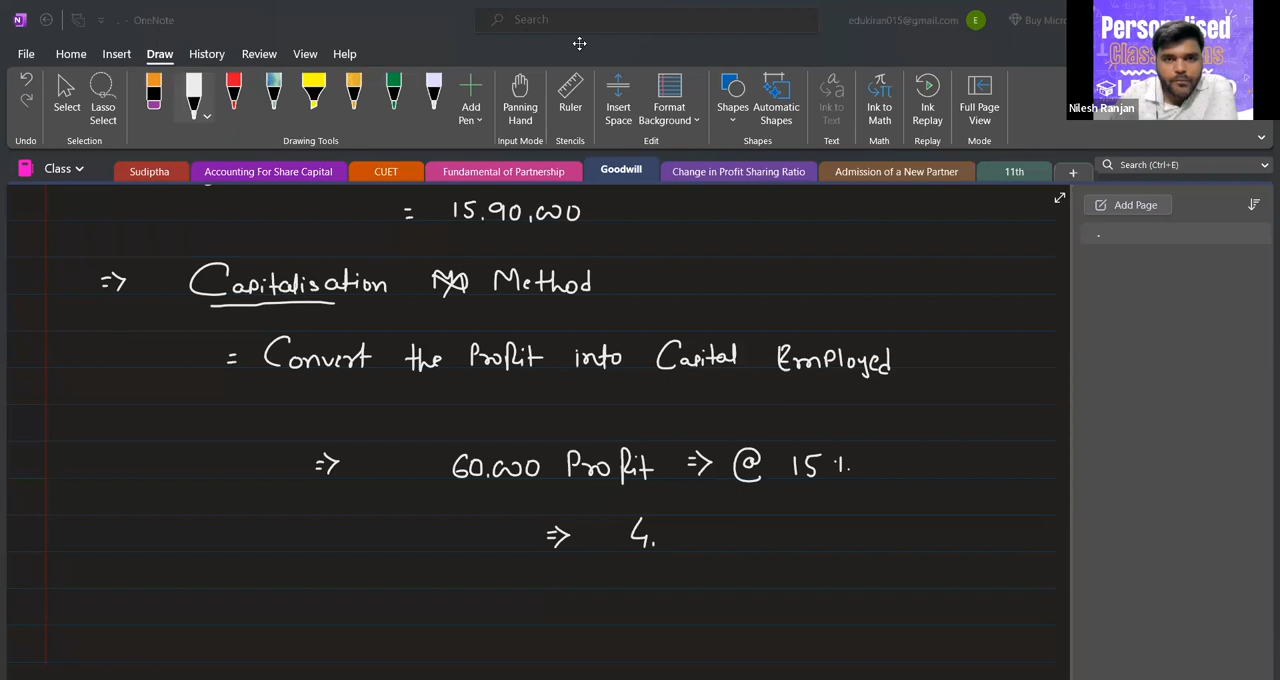 . - OneNote
Search
edukiran015@gmail.com
E
Buy Micro
File Home Insert Draw History Review View Help
Select
Lasso Select
Add Pen
Panning Hand
Ruler
Insert Space
Format Background
Shapes
Automatic Shapes
Ink to Text
Ink to Math
Ink Replay
Full Page View
Undo
Selection
Drawing Tools
Input Mode
Stencils
Edit
Shapes
Text
Math
Replay
Mode
Personalised
Nilesh Ranjan
Class
Sudiptha
Accounting For Share Capital
CUET
Fundamental of Partnership
Goodwill
Change in Profit Sharing Ratio
Admission of a New Partner
11th
+
Search (Ctrl+E)
Add Page
.
= 15.90,000
=> Capitalisation Method
= Convert the Profit into Capital Employed
=> 60.000 Profit => @ 15 %.
=> 4.